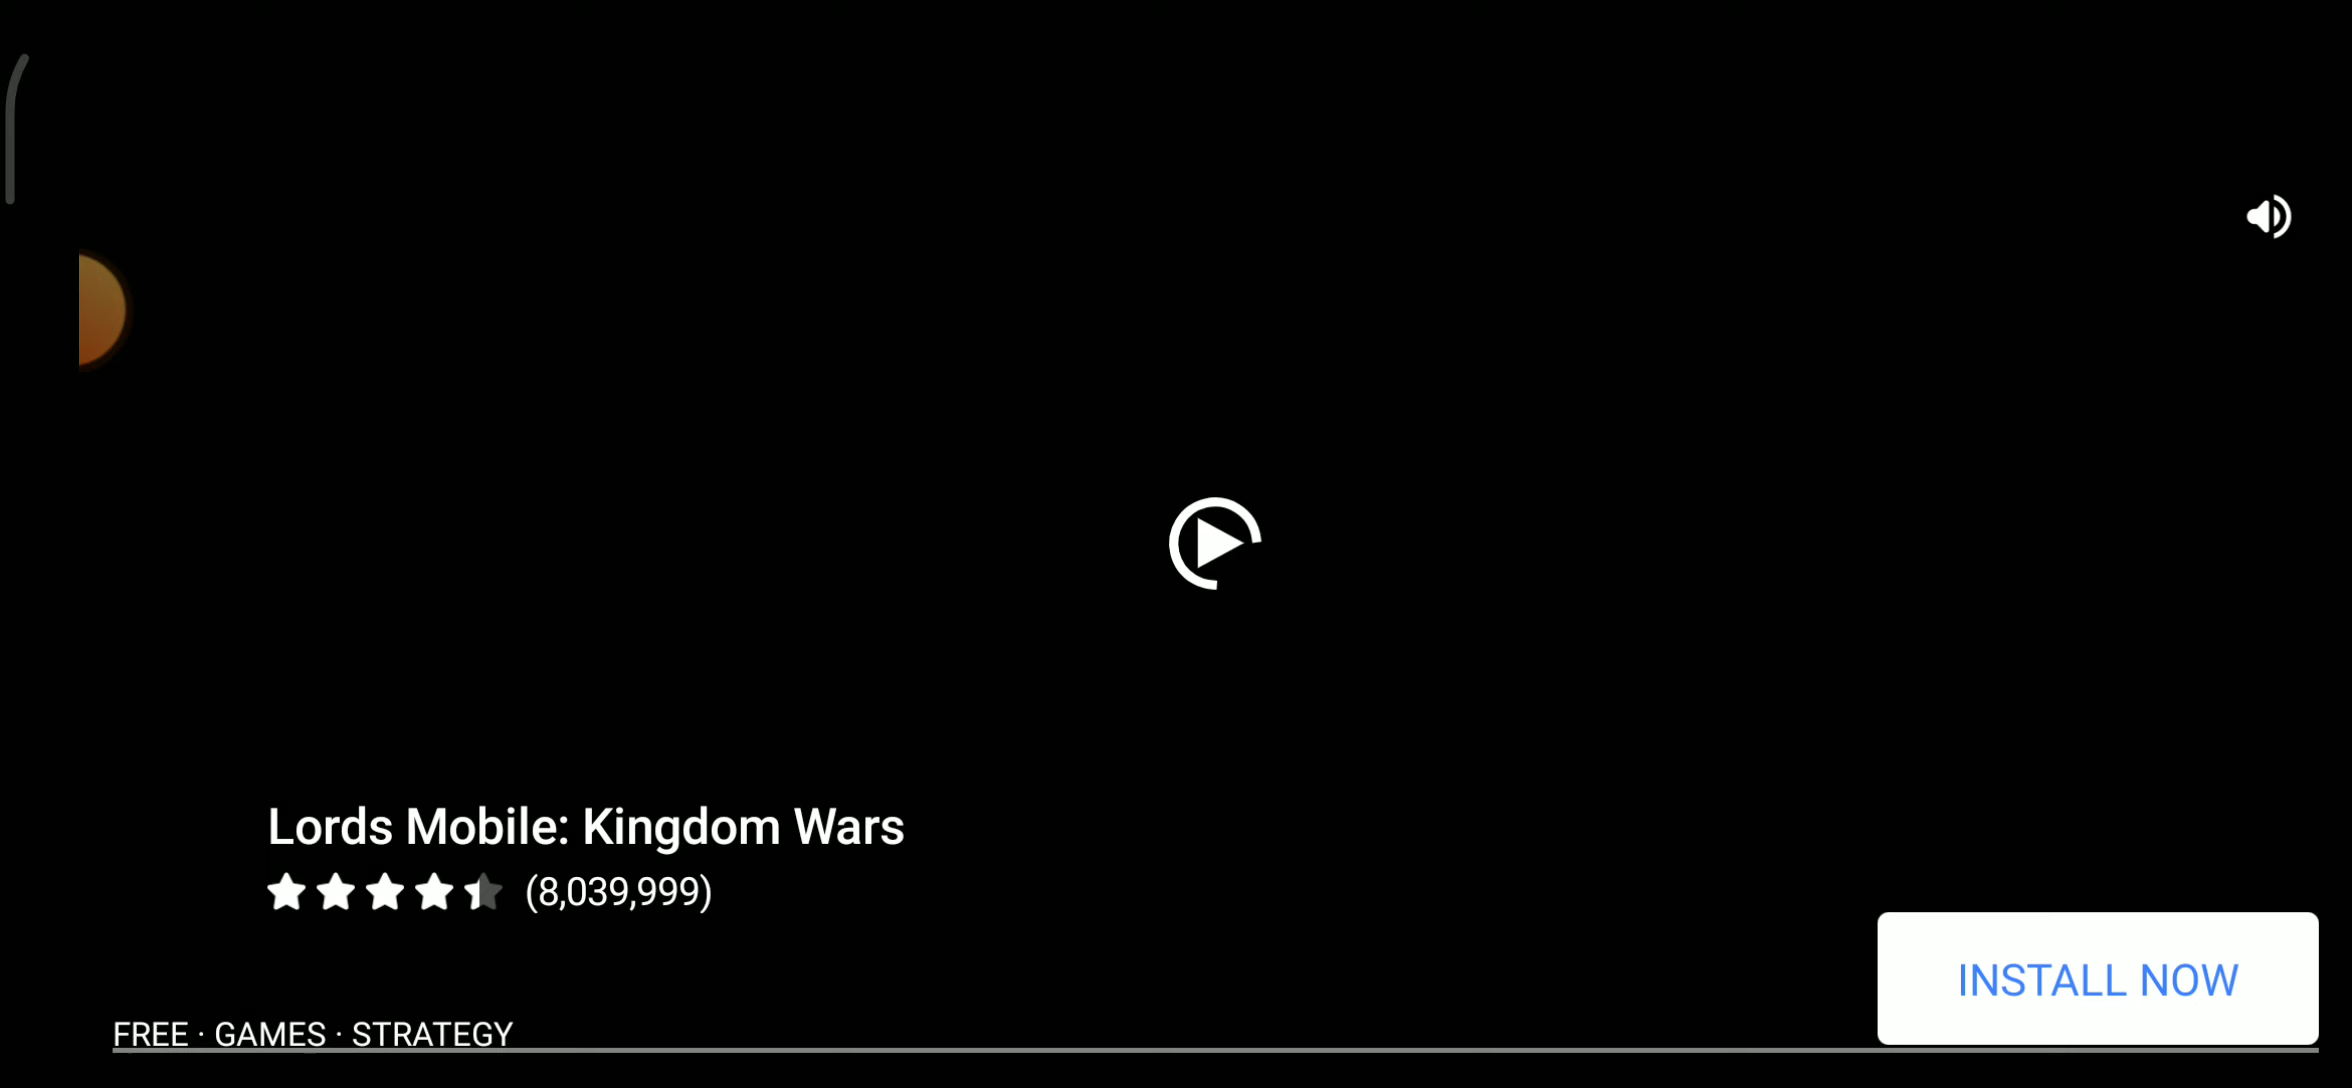 Lords Mobile: Kingdom Wars
(8,039,999)
INSTALL NOW
FREE · GAMES · STRATEGY